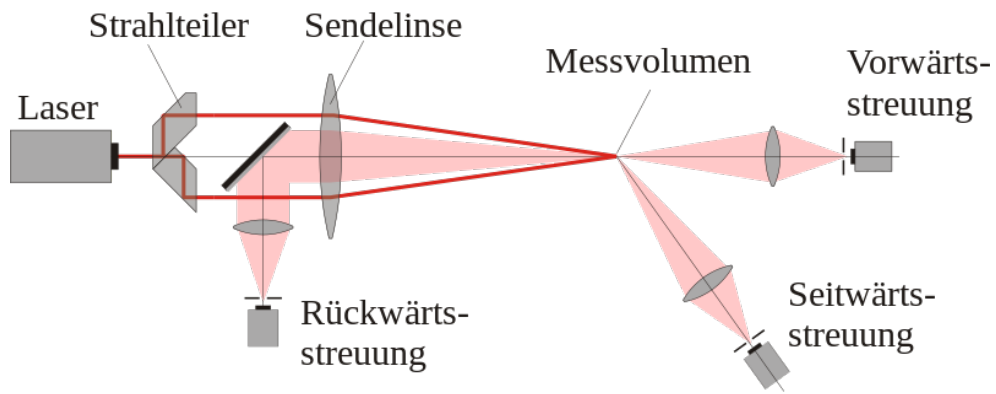 Strahlteiler
Sendelinse
Messvolumen
Vorwärts-
streuung
Laser
Rückwärts-
streuung
Seitwärts-
streuung